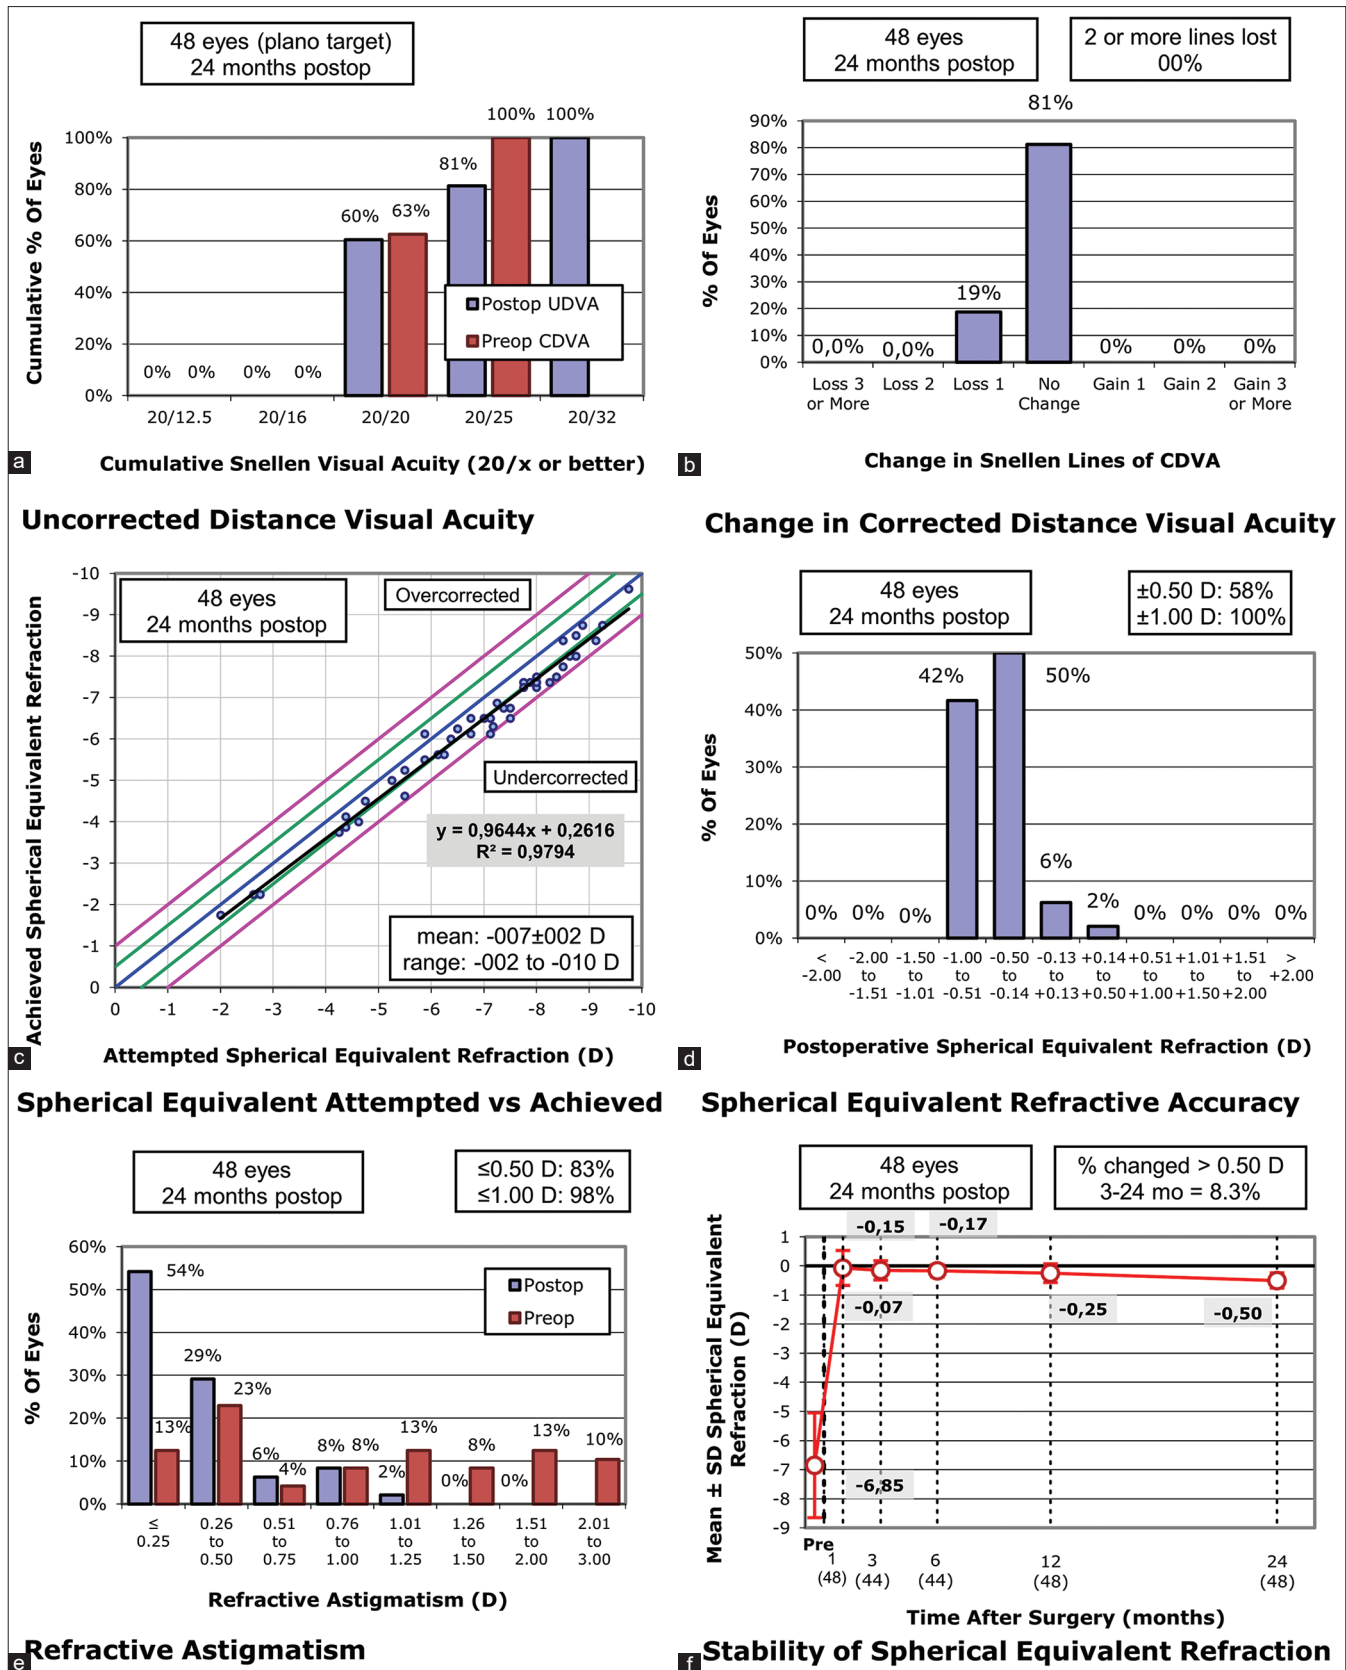 48 eyes (plano target)
24 months postop
100%
80%
60%
40%
20%
0%
Cumulative % Of Eyes
0%
0%
0%
0%
60%
63%
81%
100%
100%
Postop UDVA
Preop CDVA
20/12.5
20/16
20/20
20/25
20/32
Cumulative Snellen Visual Acuity (20/x or better)
a
Uncorrected Distance Visual Acuity
48 eyes
24 months postop
2 or more lines lost
00%
90%
80%
70%
60%
50%
40%
30%
20%
10%
0%
% Of Eyes
0,0%
0,0%
19%
81%
0%
0%
0%
Loss 3
or More
Loss 2
Loss 1
No
Change
Gain 1
Gain 2
Gain 3
or More
Change in Snellen Lines of CDVA
b
Change in Corrected Distance Visual Acuity
48 eyes
24 months postop
Overcorrected
Undercorrected
y = 0,9644x + 0,2616
R² = 0,9794
mean: -007±002 D
range: -002 to -010 D
-10
-9
-8
-7
-6
-5
-4
-3
-2
-1
0
Achieved Spherical Equivalent Refraction
0
-1
-2
-3
-4
-5
-6
-7
-8
-9
-10
Attempted Spherical Equivalent Refraction (D)
c
Spherical Equivalent Attempted vs Achieved
48 eyes
24 months postop
±0.50 D: 58%
±1.00 D: 100%
50%
40%
30%
20%
10%
0%
% Of Eyes
0%
0%
0%
42%
50%
6%
2%
0%
0%
0%
0%
<
-2.00
-2.00
to
-1.51
-1.50
to
-1.01
-1.00
to
-0.51
-0.50
to
-0.14
-0.13
to
+0.13
+0.14
to
+0.50
+0.51
to
+1.00
+1.01
to
+1.50
+1.51
to
+2.00
>
+2.00
Postoperative Spherical Equivalent Refraction (D)
d
Spherical Equivalent Refractive Accuracy
48 eyes
24 months postop
≤0.50 D: 83%
≤1.00 D: 98%
60%
50%
40%
30%
20%
10%
0%
% Of Eyes
54%
13%
29%
23%
6%
4%
8%
8%
2%
13%
0%
8%
0%
13%
10%
Postop
Preop
≤
0.25
0.26
to
0.50
0.51
to
0.75
0.76
to
1.00
1.01
to
1.25
1.26
to
1.50
1.51
to
2.00
2.01
to
3.00
Refractive Astigmatism (D)
e
Refractive Astigmatism
48 eyes
24 months postop
% changed > 0.50 D
3-24 mo = 8.3%
1
0
-1
-2
-3
-4
-5
-6
-7
-8
-9
Mean ± SD Spherical Equivalent
Refraction (D)
-0,15
-0,17
-0,07
-0,25
-0,50
-6,85
Pre
1
(48)
3
(44)
6
(44)
12
(48)
24
(48)
Time After Surgery (months)
f
Stability of Spherical Equivalent Refraction